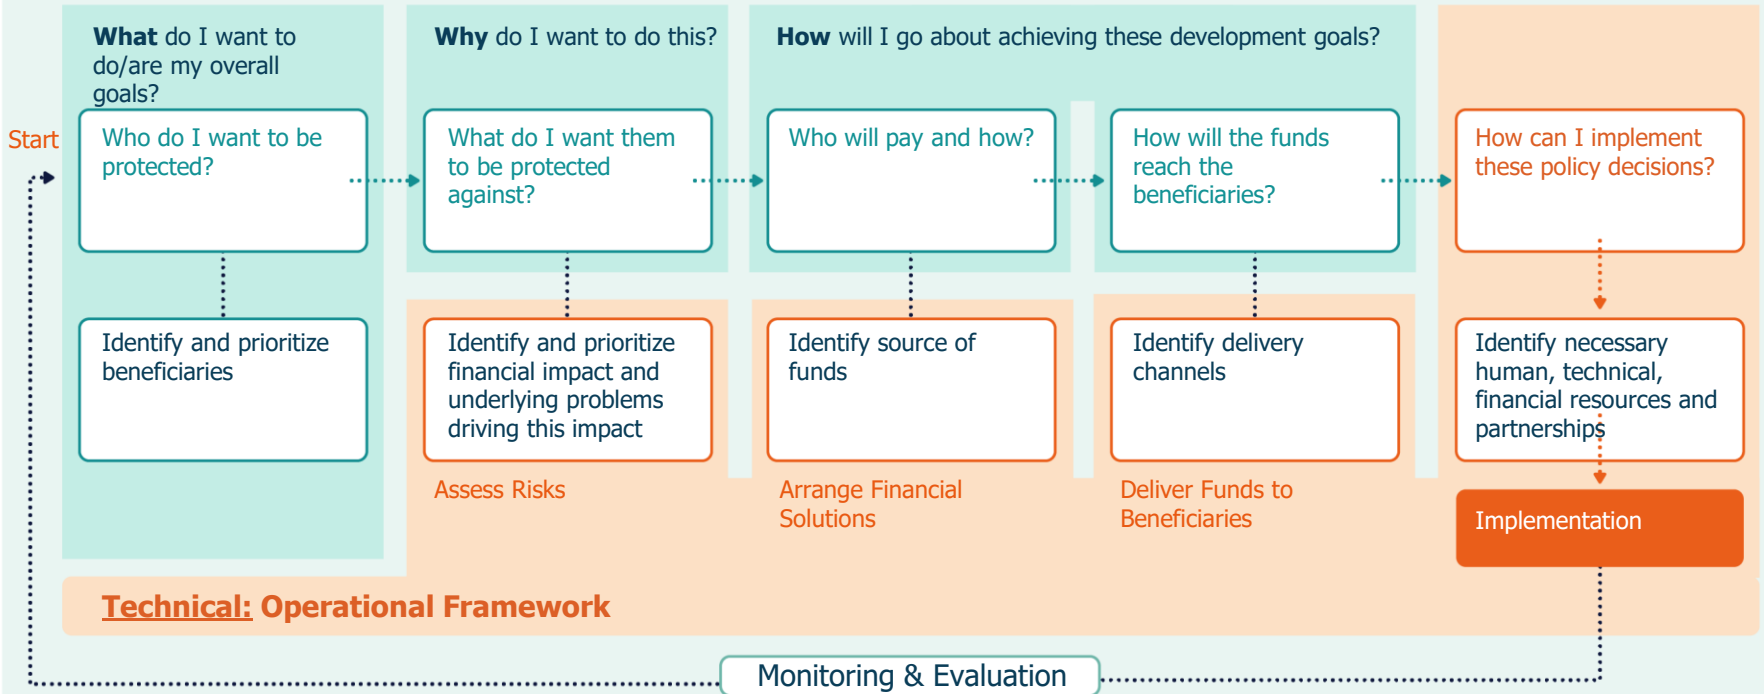 What do I want to
do/are my overall
goals?
Why do I want to do this?
How will I go about achieving these development goals?
Start
Who do I want to be
protected?
What do I want them
to be protected
against?
Who will pay and how?
How will the funds
reach the
beneficiaries?
How can I implement
these policy decisions?
Identify and prioritize
beneficiaries
Identify and prioritize
financial impact and
underlying problems
driving this impact
Identify source of
funds
Identify delivery
channels
Identify necessary
human, technical,
financial resources and
partnerships
Assess Risks
Arrange Financial
Solutions
Deliver Funds to
Beneficiaries
Implementation
Technical: Operational Framework
Monitoring & Evaluation